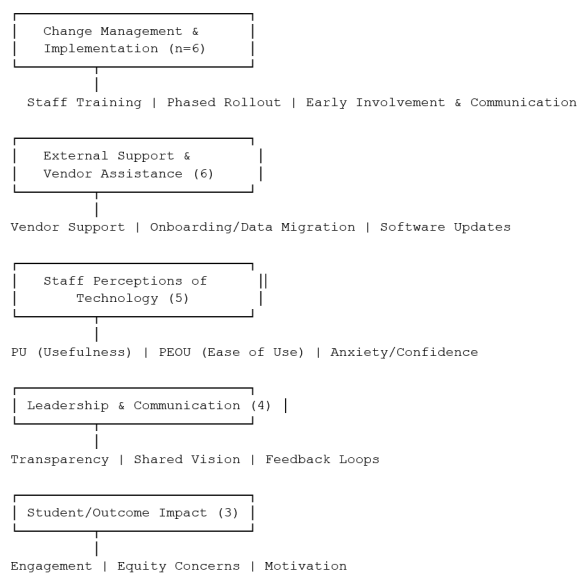 Change Management &
Implementation (n=6)
Staff Training | Phased Rollout | Early Involvement & Communication
External Support &
Vendor Assistance (6)
Vendor Support | Onboarding/Data Migration | Software Updates
Staff Perceptions of
Technology (5)
PU (Usefulness) | PEOU (Ease of Use) | Anxiety/Confidence
Leadership & Communication (4)
Transparency | Shared Vision | Feedback Loops
Student/Outcome Impact (3)
Engagement | Equity Concerns | Motivation